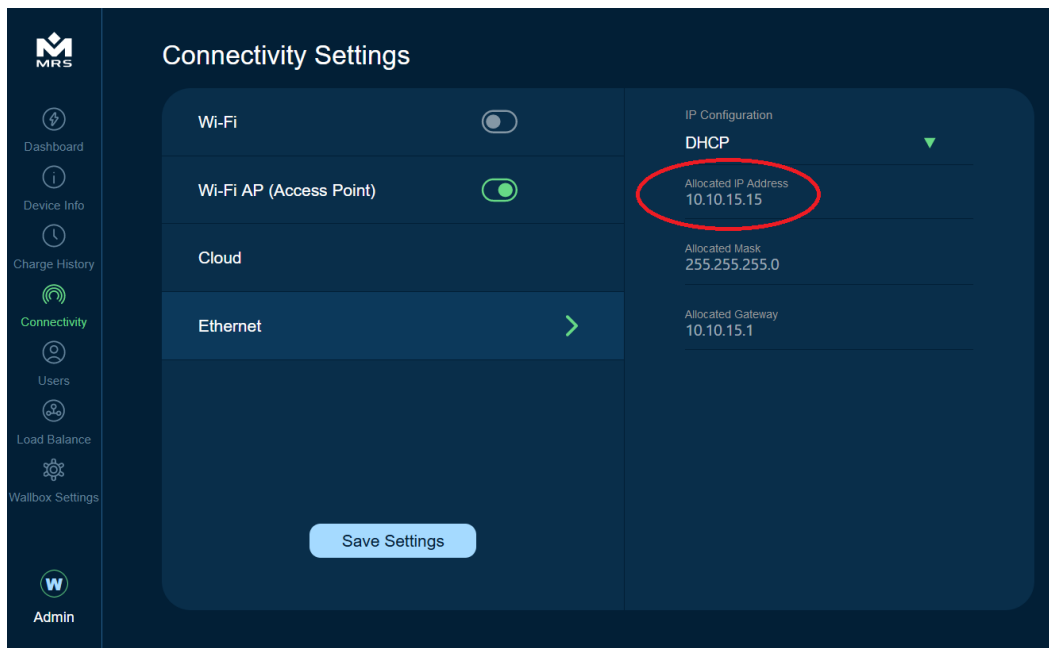 MRS
Dashboard
Device Info
Charge History
Connectivity
Users
Load Balance
Wallbox Settings
W
Admin
Connectivity Settings
Wi-Fi
Wi-Fi AP (Access Point)
Cloud
Ethernet
Save Settings
IP Configuration
DHCP
Allocated IP Address
10.10.15.15
Allocated Mask
255.255.255.0
Allocated Gateway
10.10.15.1